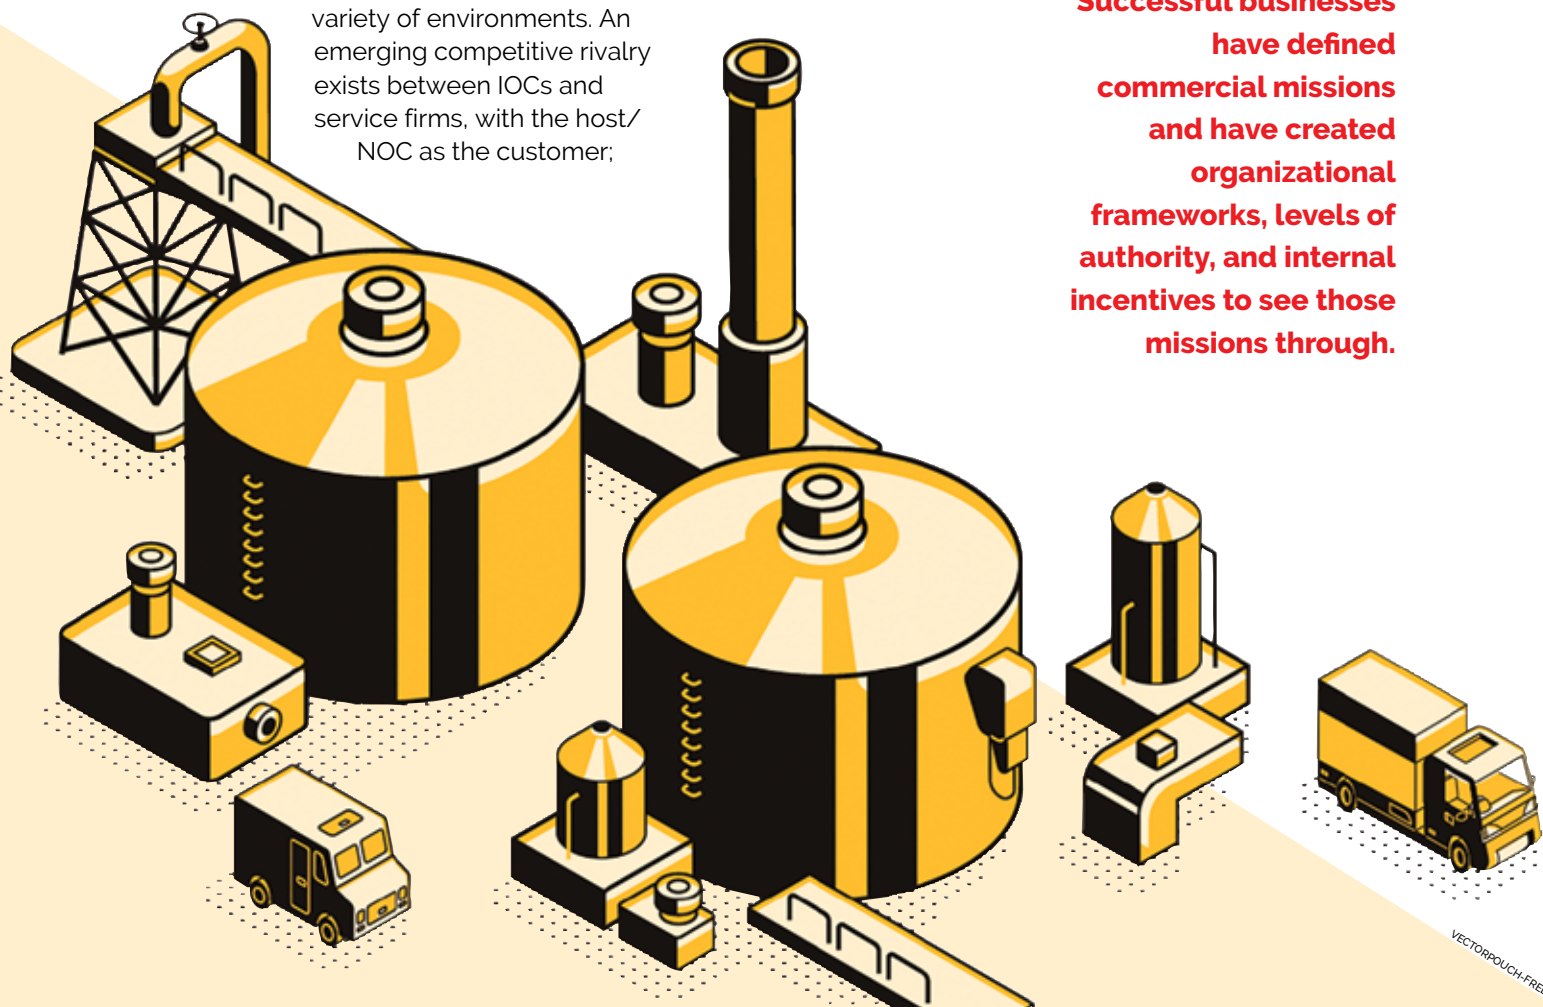 variety of environments. An
emerging competitive rivalry
exists between IOCs and
service firms, with the host/
NOC as the customer;
Successful businesses
have defined
commercial missions
and have created
organizational
frameworks, levels of
authority, and internal
incentives to see those
missions through.